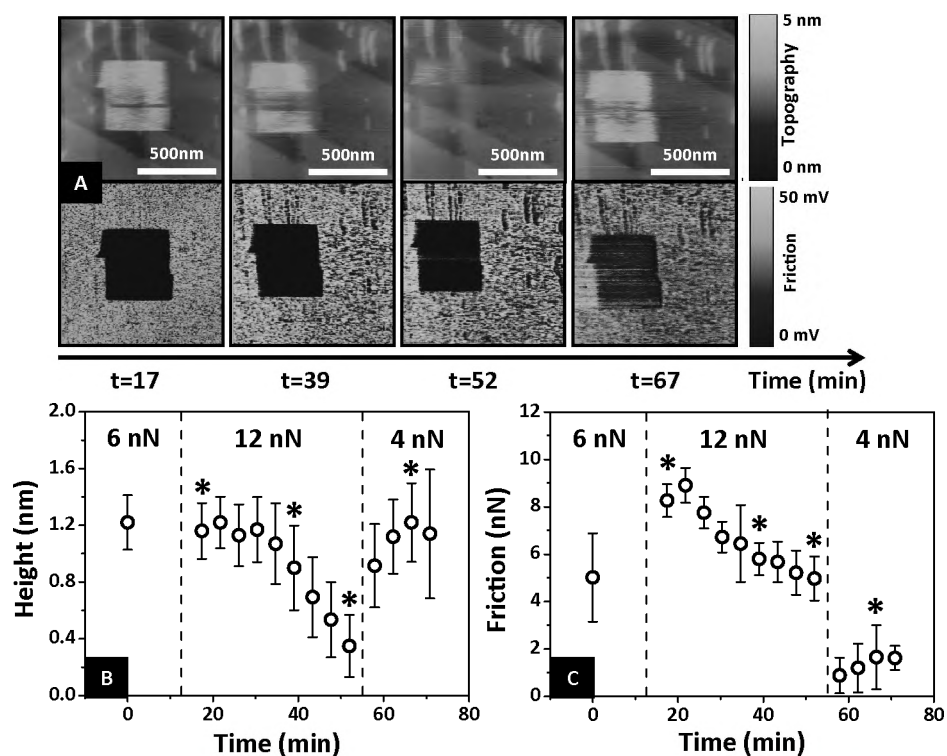 5 nm
Topography
0 nm
500nm
500nm
500nm
500nm
A
50 mV
Friction
0 mV
t=17
t=39
t=52
t=67
Time (min)
2.0
1.6
1.2
0.8
0.4
0.0
Height (nm)
6 nN
12 nN
4 nN
*
*
*
*
B
0
20
40
60
80
Time (min)
12
10
8
6
4
2
0
Friction (nN)
6 nN
12 nN
4 nN
*
*
*
*
C
0
20
40
60
80
Time (min)